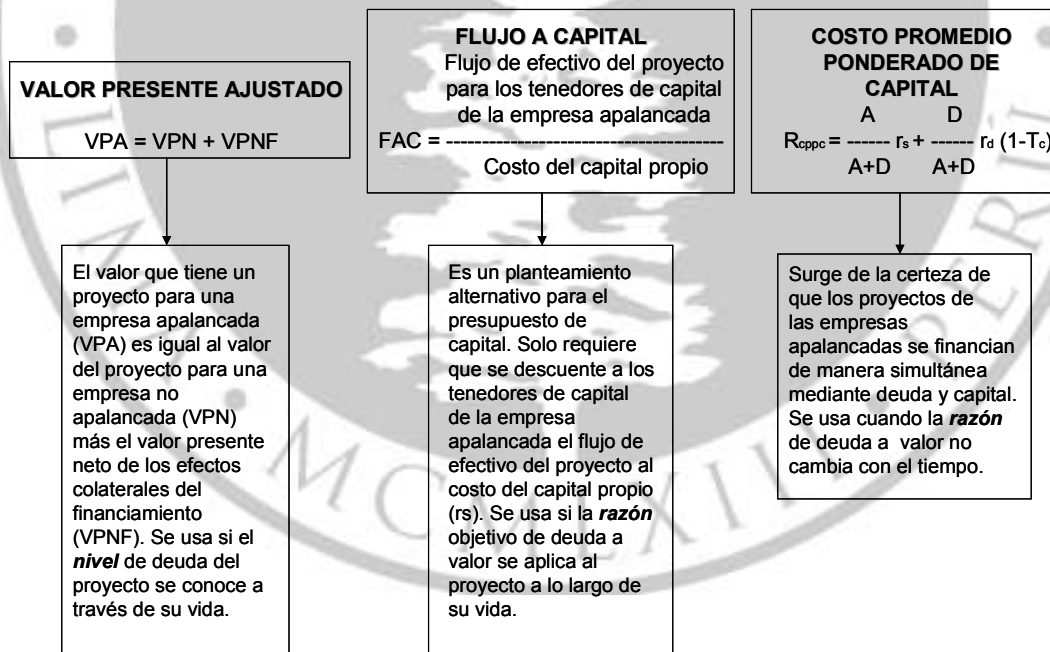 VALOR PRESENTE AJUSTADO
VPA = VPN + VPNF
El valor que tiene un
proyecto para una
empresa apalancada
(VPA) es igual al valor
del proyecto para una
empresa no
apalancada (VPN)
más el valor presente
neto de los efectos
colaterales del
financiamiento
(VPNF). Se usa si el
nivel de deuda del
proyecto se conoce a
través de su vida.
FLUJO A CAPITAL
Flujo de efectivo del proyecto
para los tenedores de capital
de la empresa apalancada
FAC = ---------------------------------------
Costo del capital propio
Es un planteamiento
alternativo para el
presupuesto de
capital. Solo requiere
que se descuente a los
tenedores de capital
de la empresa
apalancada el flujo de
efectivo del proyecto al
costo del capital propio
(rs). Se usa si la razón
objetivo de deuda a
valor se aplica al
proyecto a lo largo de
su vida.
COSTO PROMEDIO
PONDERADO DE
CAPITAL
A D
Rcppc = ------ rs + ------ rd (1-Tc)
A+D A+D
Surge de la certeza de
que los proyectos de
las empresas
apalancadas se financian
de manera simultánea
mediante deuda y capital.
Se usa cuando la razón
de deuda a valor no
cambia con el tiempo.
MCMLXII